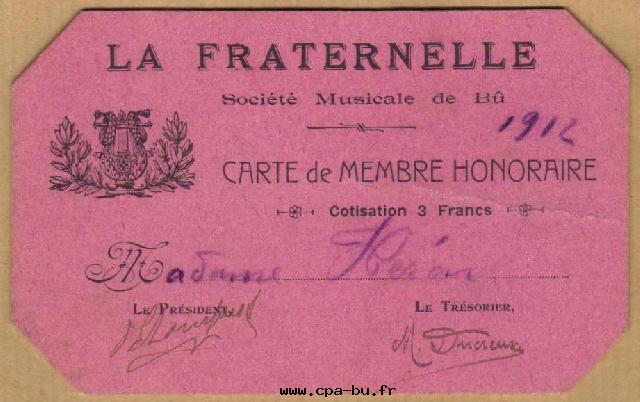 LA FRATERNELLE
Société Musicale de Bû
1912
CARTE de MEMBRE HONORAIRE
Cotisation 3 Francs
Madame
LE PRÉSIDENT,
LE TRÉSORIER,
M. Ducreux
www.cpa-bu.fr